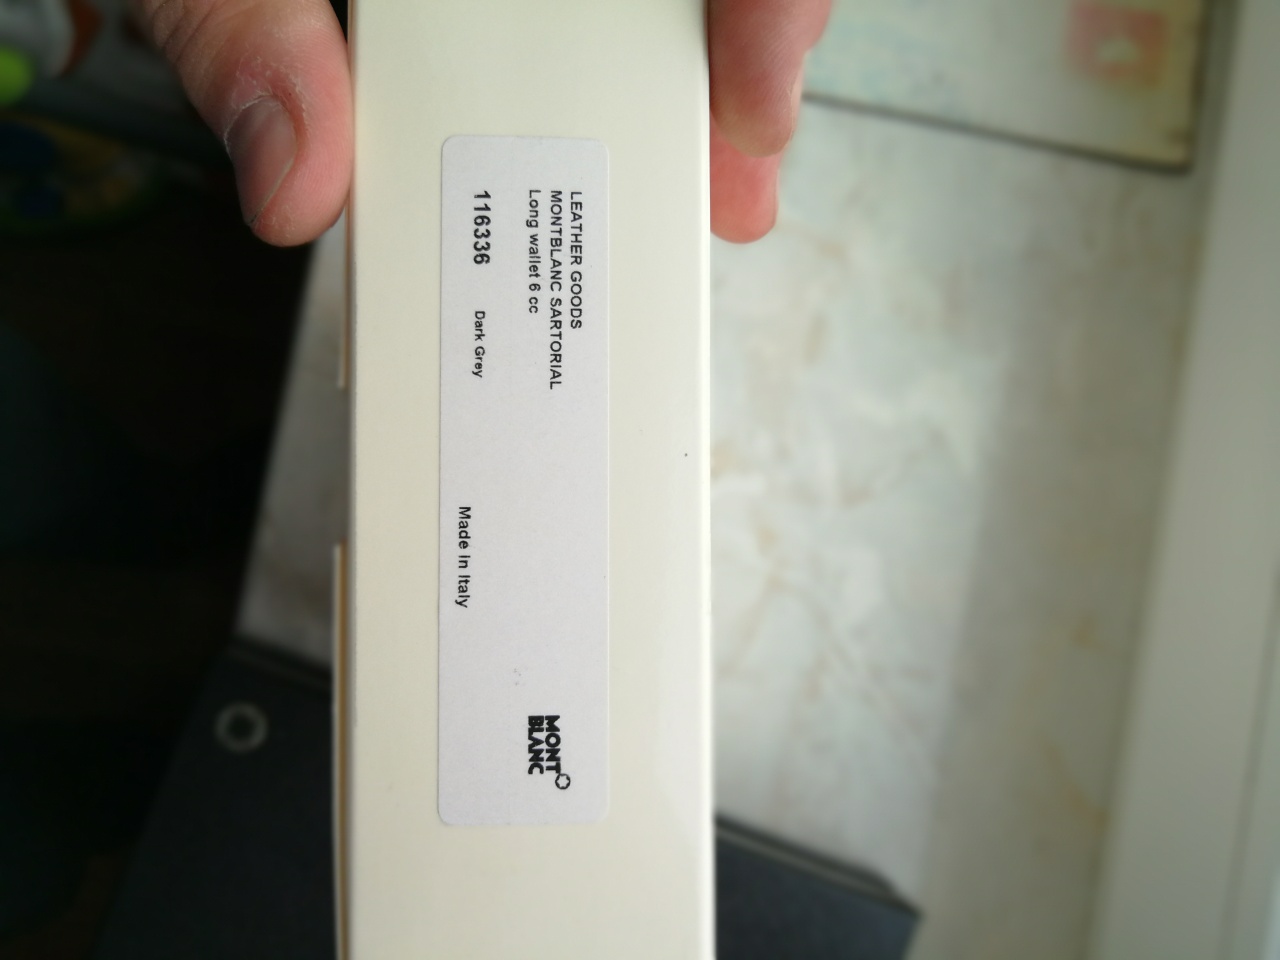 LEATHER GOODS
MONTBLANC SARTORIAL
Long wallet 6 cc
116336 Dark Grey
Made in Italy
MONT
BLANC